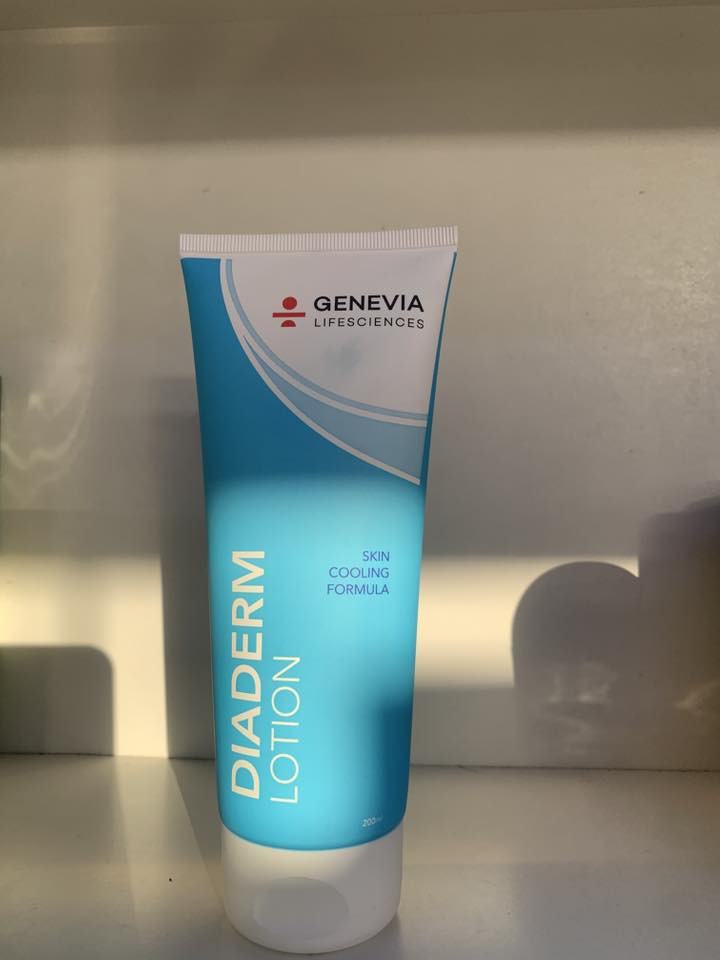 GENEVIA
LIFESCIENCES
SKIN
COOLING
FORMULA
DIADERM
LOTION
200ml